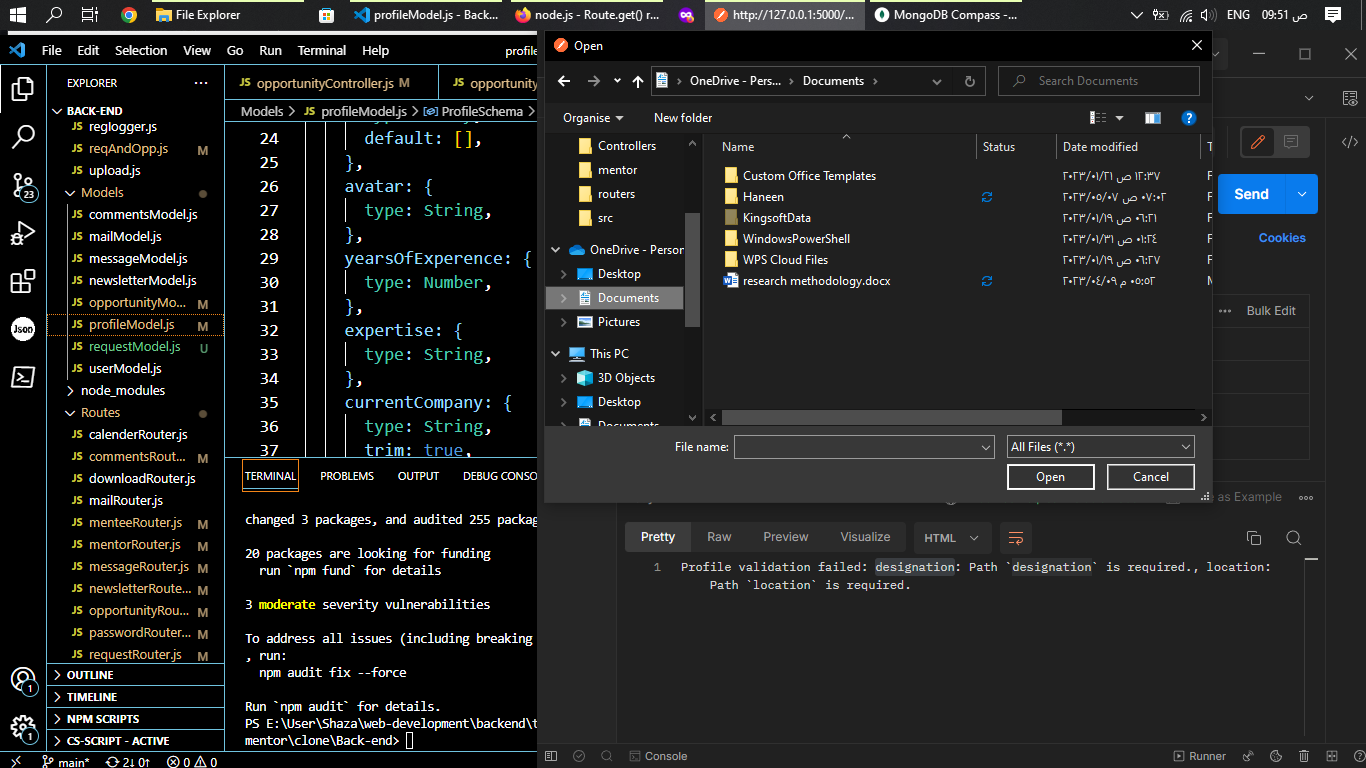 File Explorer
profileModel.js - Back...
node.js - Route.get() r...
http://127.0.0.1:5000/...
MongoDB Compass -...
ENG
09:51 ص
File Edit Selection View Go Run Terminal Help
profile
EXPLORER
BACK-END
reglogger.js
reqAndOpp.js M
upload.js
Models
commentsModel.js
mailModel.js
messageModel.js
newsletterModel.js
opportunityMo... M
profileModel.js M
requestModel.js U
userModel.js
node_modules
Routes
calenderRouter.js
commentsRout... M
downloadRouter.js
mailRouter.js
menteeRouter.js M
mentorRouter.js M
messageRouter.js M
newsletterRoute... M
opportunityRou... M
passwordRouter... M
requestRouter.js M
OUTLINE
TIMELINE
NPM SCRIPTS
CS-SCRIPT - ACTIVE
23
Json
1
1
main* 2↓ 0↑ 0 0
JS opportunityController.js M
JS opportunity
Models > JS profileModel.js > ProfileSchema >
24 default: [],
25 },
26 avatar: {
27 type: String,
28 },
29 yearsOfExperence: {
30 type: Number,
31 },
32 expertise: {
33 type: String,
34 },
35 currentCompany: {
36 type: String,
37 trim: true,
TERMINAL PROBLEMS OUTPUT DEBUG CONSO
changed 3 packages, and audited 255 packag
20 packages are looking for funding
run `npm fund` for details
3 moderate severity vulnerabilities
To address all issues (including breaking
, run:
npm audit fix --force
Run `npm audit` for details.
PS E:\User\Shaza\web-development\backend\t
mentor\clone\Back-end>
Open
OneDrive - Pers... > Documents >
Search Documents
Organise New folder
Controllers
mentor
routers
src
OneDrive - Person
Desktop
Documents
Pictures
This PC
3D Objects
Desktop
Documents
Name Status Date modified T
Custom Office Templates ٢٠٢٣/٠١/٢١ ١٢:٣٧ ص F
Haneen ٢٠٢٣/٠٥/٠٧ ٠٧:٠٢ ص F
KingsoftData ٢٠٢٣/٠١/١٩ ٠٦:٢١ ص F
WindowsPowerShell ٢٠٢٣/٠١/٣١ ٠١:٢٤ ص F
WPS Cloud Files ٢٠٢٣/٠١/١٩ ٠٦:٢٧ ص F
research methodology.docx ٢٠٢٣/٠٤/٠٩ ٠٥:٥٢ م M
File name:
All Files (*.*)
Open Cancel
Send
Cookies
Bulk Edit
as Example
Pretty Raw Preview Visualize HTML
1 Profile validation failed: designation: Path `designation` is required., location:
Path `location` is required.
Console
Runner